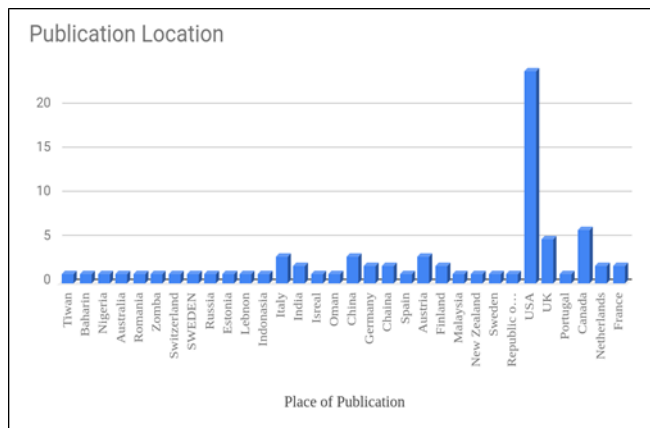 Publication Location
20
15
10
5
0
Tiwan
Baharin
Nigeria
Australia
Romania
Zomba
Switzerland
SWEDEN
Russia
Estonia
Lebnon
Indonasia
Italy
India
Isreal
Oman
China
Germany
Chaina
Spain
Austria
Finland
Malaysia
New Zealand
Sweden
Republic o...
USA
UK
Portugal
Canada
Netherlands
France
Place of Publication